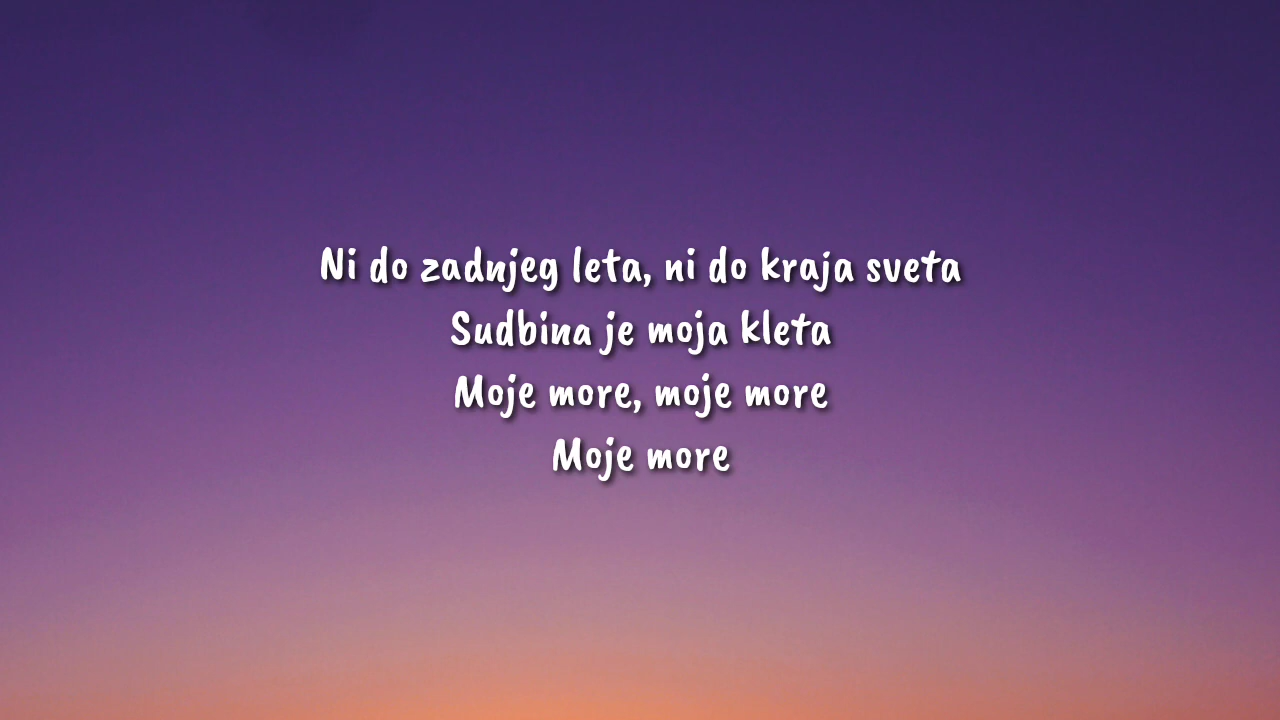 Ni do zadnjeg leta, ni do kraja sveta
Sudbina je moja kleta
Moje more, moje more
Moje more